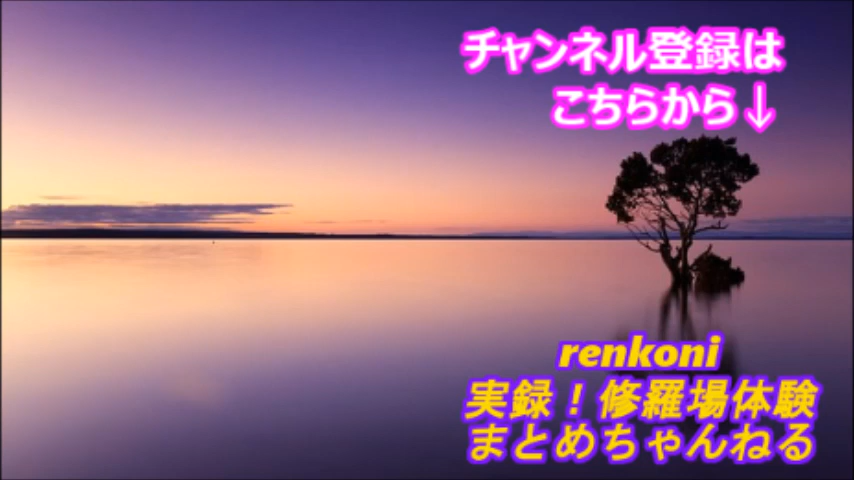 チャンネル登録は
こちらから↓
renkoni
実録！修羅場体験
まとめちゃんねる